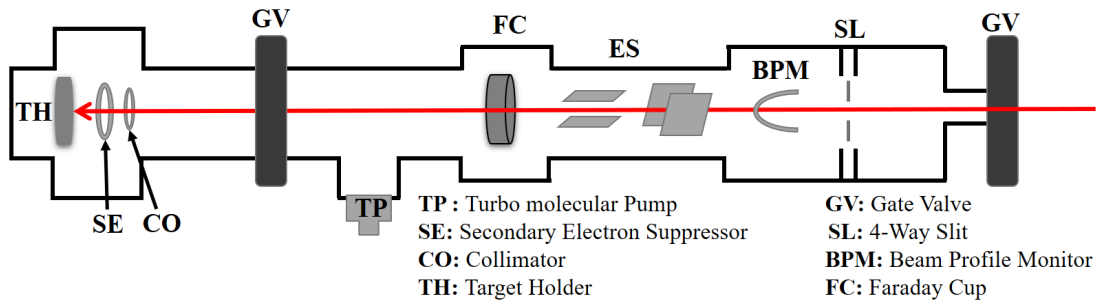 GV
FC
ES
SL
GV
BPM
TH
SE
CO
TP
TP : Turbo molecular Pump
SE: Secondary Electron Suppressor
CO: Collimator
TH: Target Holder
GV: Gate Valve
SL: 4-Way Slit
BPM: Beam Profile Monitor
FC: Faraday Cup